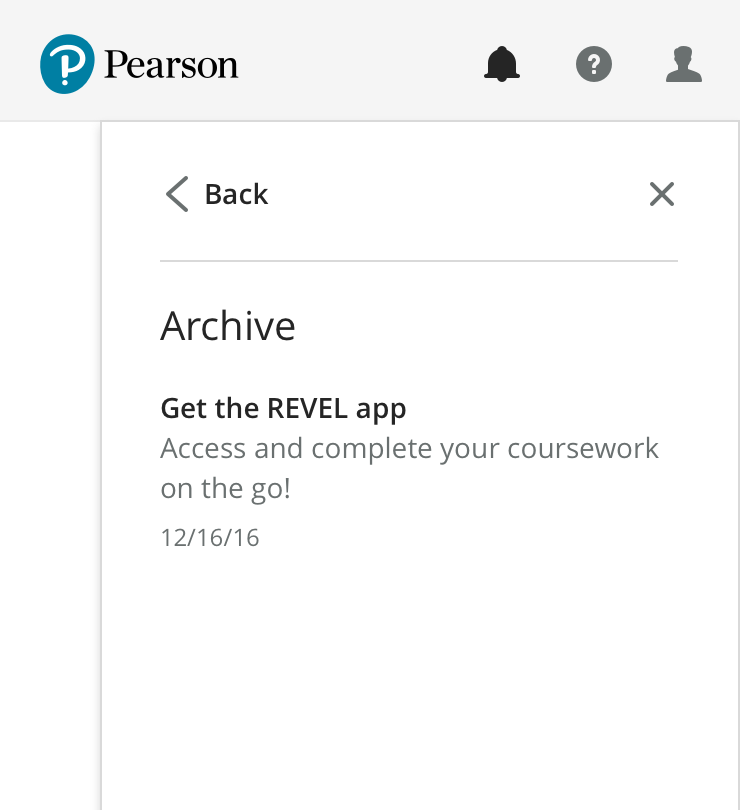 Pearson
Back
Archive
Get the REVEL app
Access and complete your coursework
on the go!
12/16/16